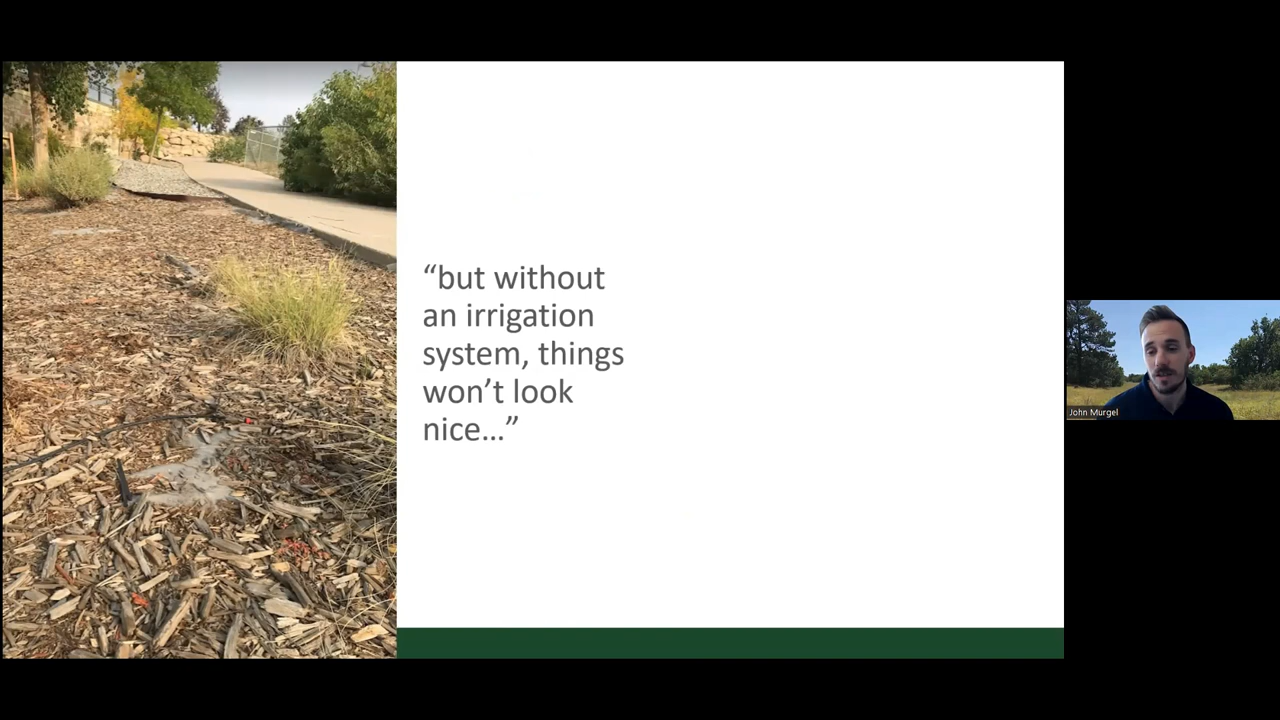 “but without
an irrigation
system, things
won’t look
nice...”
John Murgel